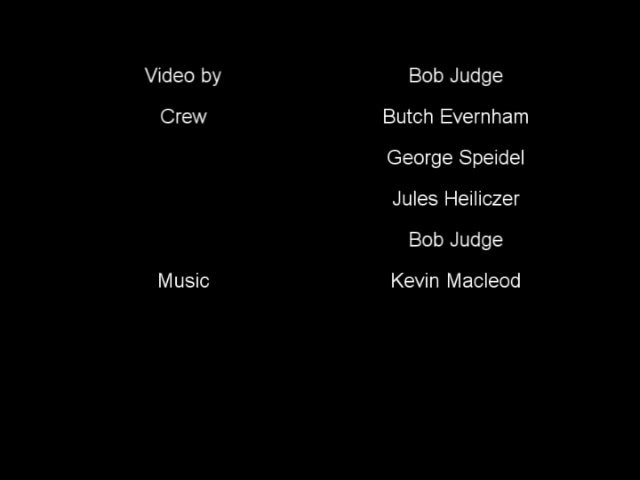 Video by Bob Judge
Crew Butch Evernham
George Speidel
Jules Heiliczer
Bob Judge
Music Kevin Macleod